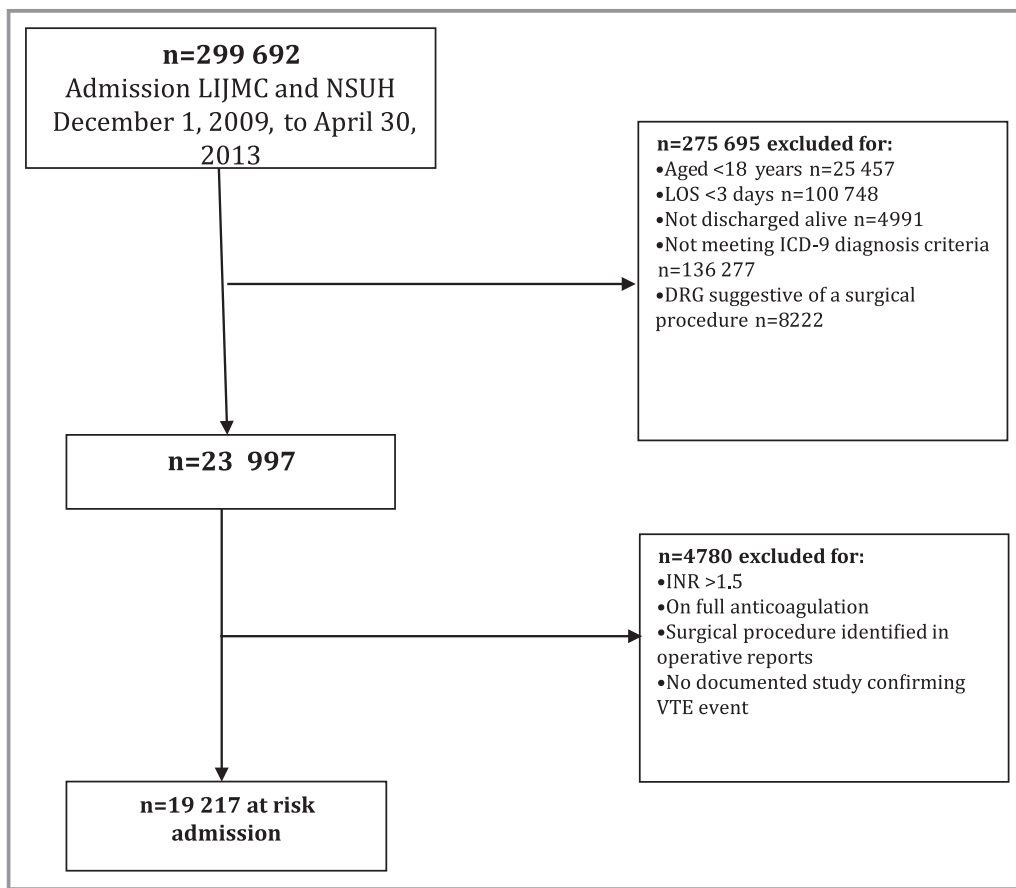 n=299 692
Admission LIJMC and NSUH
December 1, 2009, to April 30,
2013
n=275 695 excluded for:
•Aged <18 years n=25 457
•LOS <3 days n=100 748
•Not discharged alive n=4991
•Not meeting ICD-9 diagnosis criteria
n=136 277
•DRG suggestive of a surgical
procedure n=8222
n=23 997
n=4780 excluded for:
•INR >1.5
•On full anticoagulation
•Surgical procedure identified in
operative reports
•No documented study confirming
VTE event
n=19 217 at risk
admission